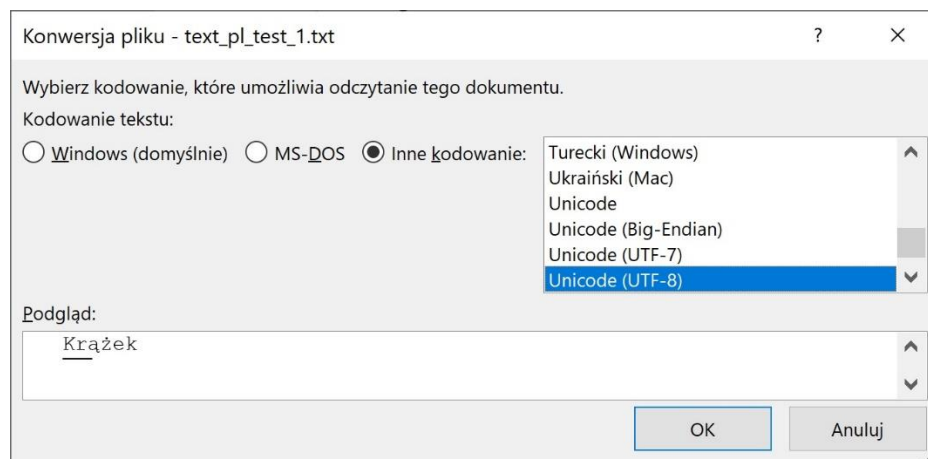 Konwersja pliku - text_pl_test_1.txt ? ×
Wybierz kodowanie, które umożliwia odczytanie tego dokumentu.
Kodowanie tekstu:
Windows (domyślnie) MS-DOS Inne kodowanie:
Turecki (Windows)
Ukraiński (Mac)
Unicode
Unicode (Big-Endian)
Unicode (UTF-7)
Unicode (UTF-8)
Podgląd:
Krążek
OK Anuluj